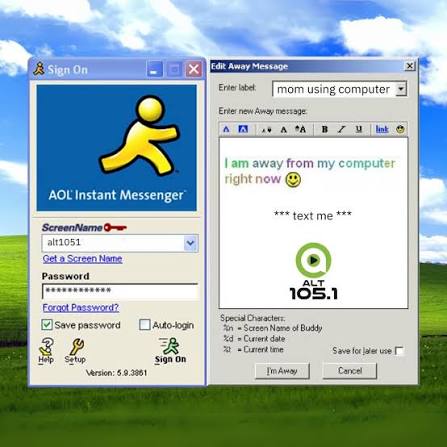 Sign On
AOL Instant Messenger
ScreenName
alt1051
Get a Screen Name
Password
************
Forgot Password?
Save password
Auto-login
Help
Setup
Sign On
Version: 5.9.3861
Edit Away Message
Enter label:
mom using computer
Enter new Away message:
A A A A A B I U link
I am away from my computer
right now
*** text me ***
ALT
105.1
Special Characters:
%n = Screen Name of Buddy
%d = Current date
%t = Current time
Save for later use
I'm Away
Cancel